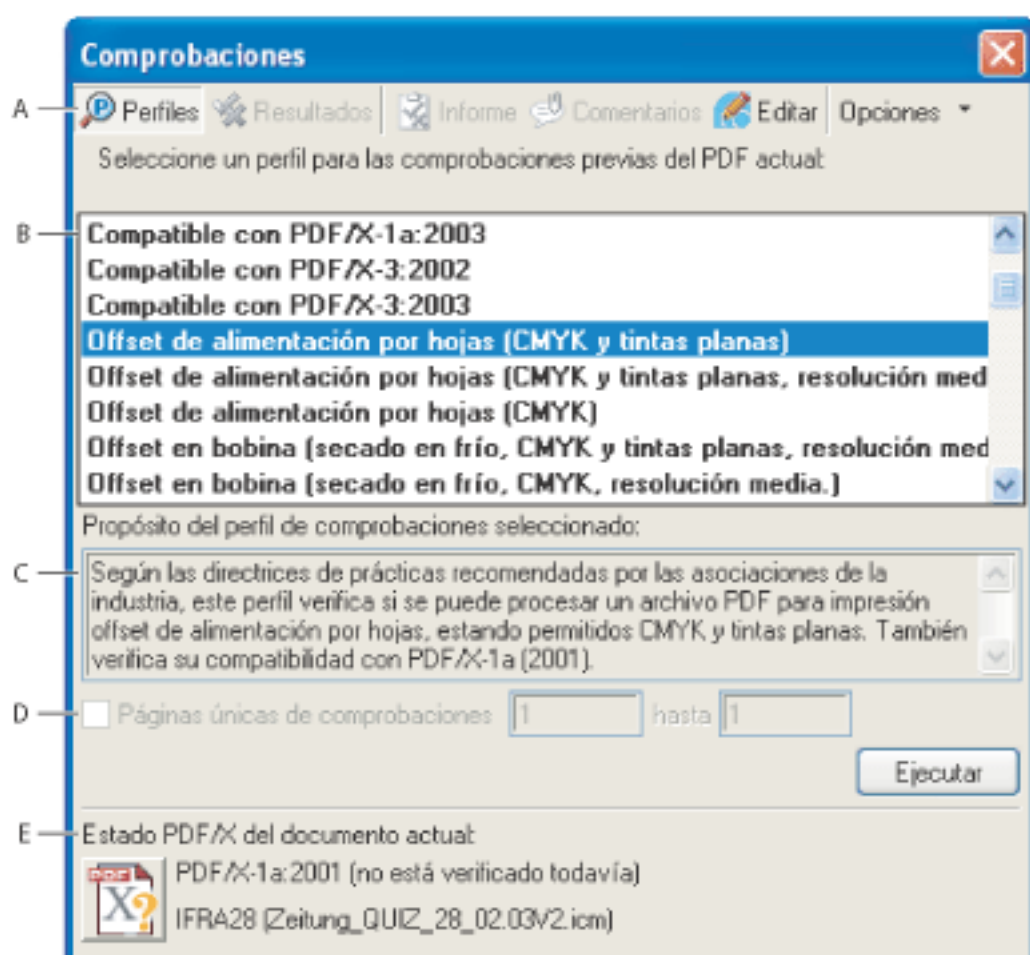 Comprobaciones
A
Perfiles Resultados Informe Comentarios Editar Opciones
Seleccione un perfil para las comprobaciones previas del PDF actual:
B
Compatible con PDF/X-1a:2003
Compatible con PDF/X-3:2002
Compatible con PDF/X-3:2003
Offset de alimentación por hojas (CMYK y tintas planas)
Offset de alimentación por hojas (CMYK y tintas planas, resolución med
Offset de alimentación por hojas (CMYK)
Offset en bobina (secado en frío, CMYK y tintas planas, resolución med
Offset en bobina (secado en frío, CMYK, resolución media.)
Propósito del perfil de comprobaciones seleccionado:
C
Según las directrices de prácticas recomendadas por las asociaciones de la
industria, este perfil verifica si se puede procesar un archivo PDF para impresión
offset de alimentación por hojas, estando permitidos CMYK y tintas planas. También
verifica su compatibilidad con PDF/X-1a (2001).
D
Páginas únicas de comprobaciones 1 hasta 1
Ejecutar
E
Estado PDF/X del documento actual:
PDF/X-1a:2001 (no está verificado todavía)
IFRA28 (Zeitung_QUIZ_28_02.03V2.icm)